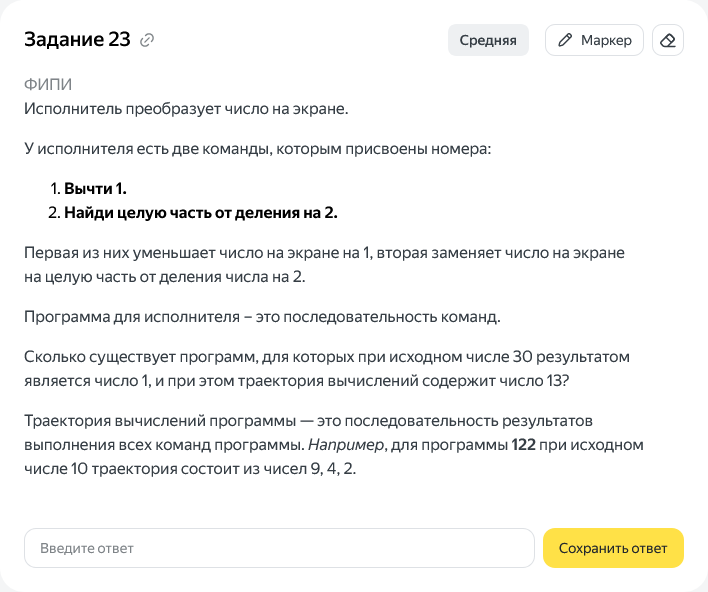 Задание 23
Средняя
Маркер
ФИПИ
Исполнитель преобразует число на экране.
У исполнителя есть две команды, которым присвоены номера:
1. Вычти 1.
2. Найди целую часть от деления на 2.
Первая из них уменьшает число на экране на 1, вторая заменяет число на экране
на целую часть от деления числа на 2.
Программа для исполнителя – это последовательность команд.
Сколько существует программ, для которых при исходном числе 30 результатом
является число 1, и при этом траектория вычислений содержит число 13?
Траектория вычислений программы — это последовательность результатов
выполнения всех команд программы. Например, для программы 122 при исходном
числе 10 траектория состоит из чисел 9, 4, 2.
Введите ответ
Сохранить ответ